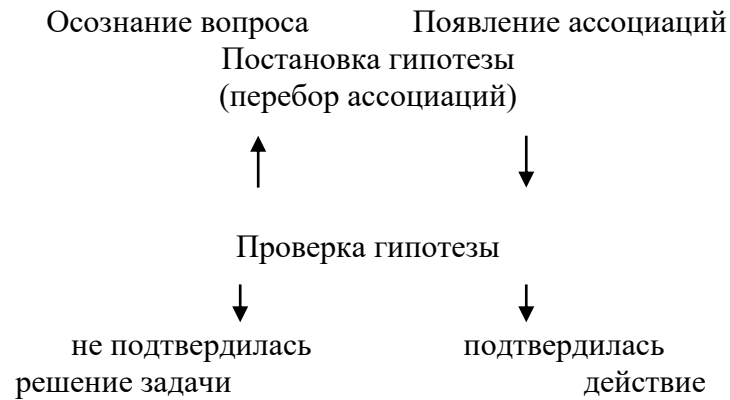 Осознание вопроса Появление ассоциаций
Постановка гипотезы
(перебор ассоциаций)
Проверка гипотезы
не подтвердилась подтвердилась
решение задачи действие